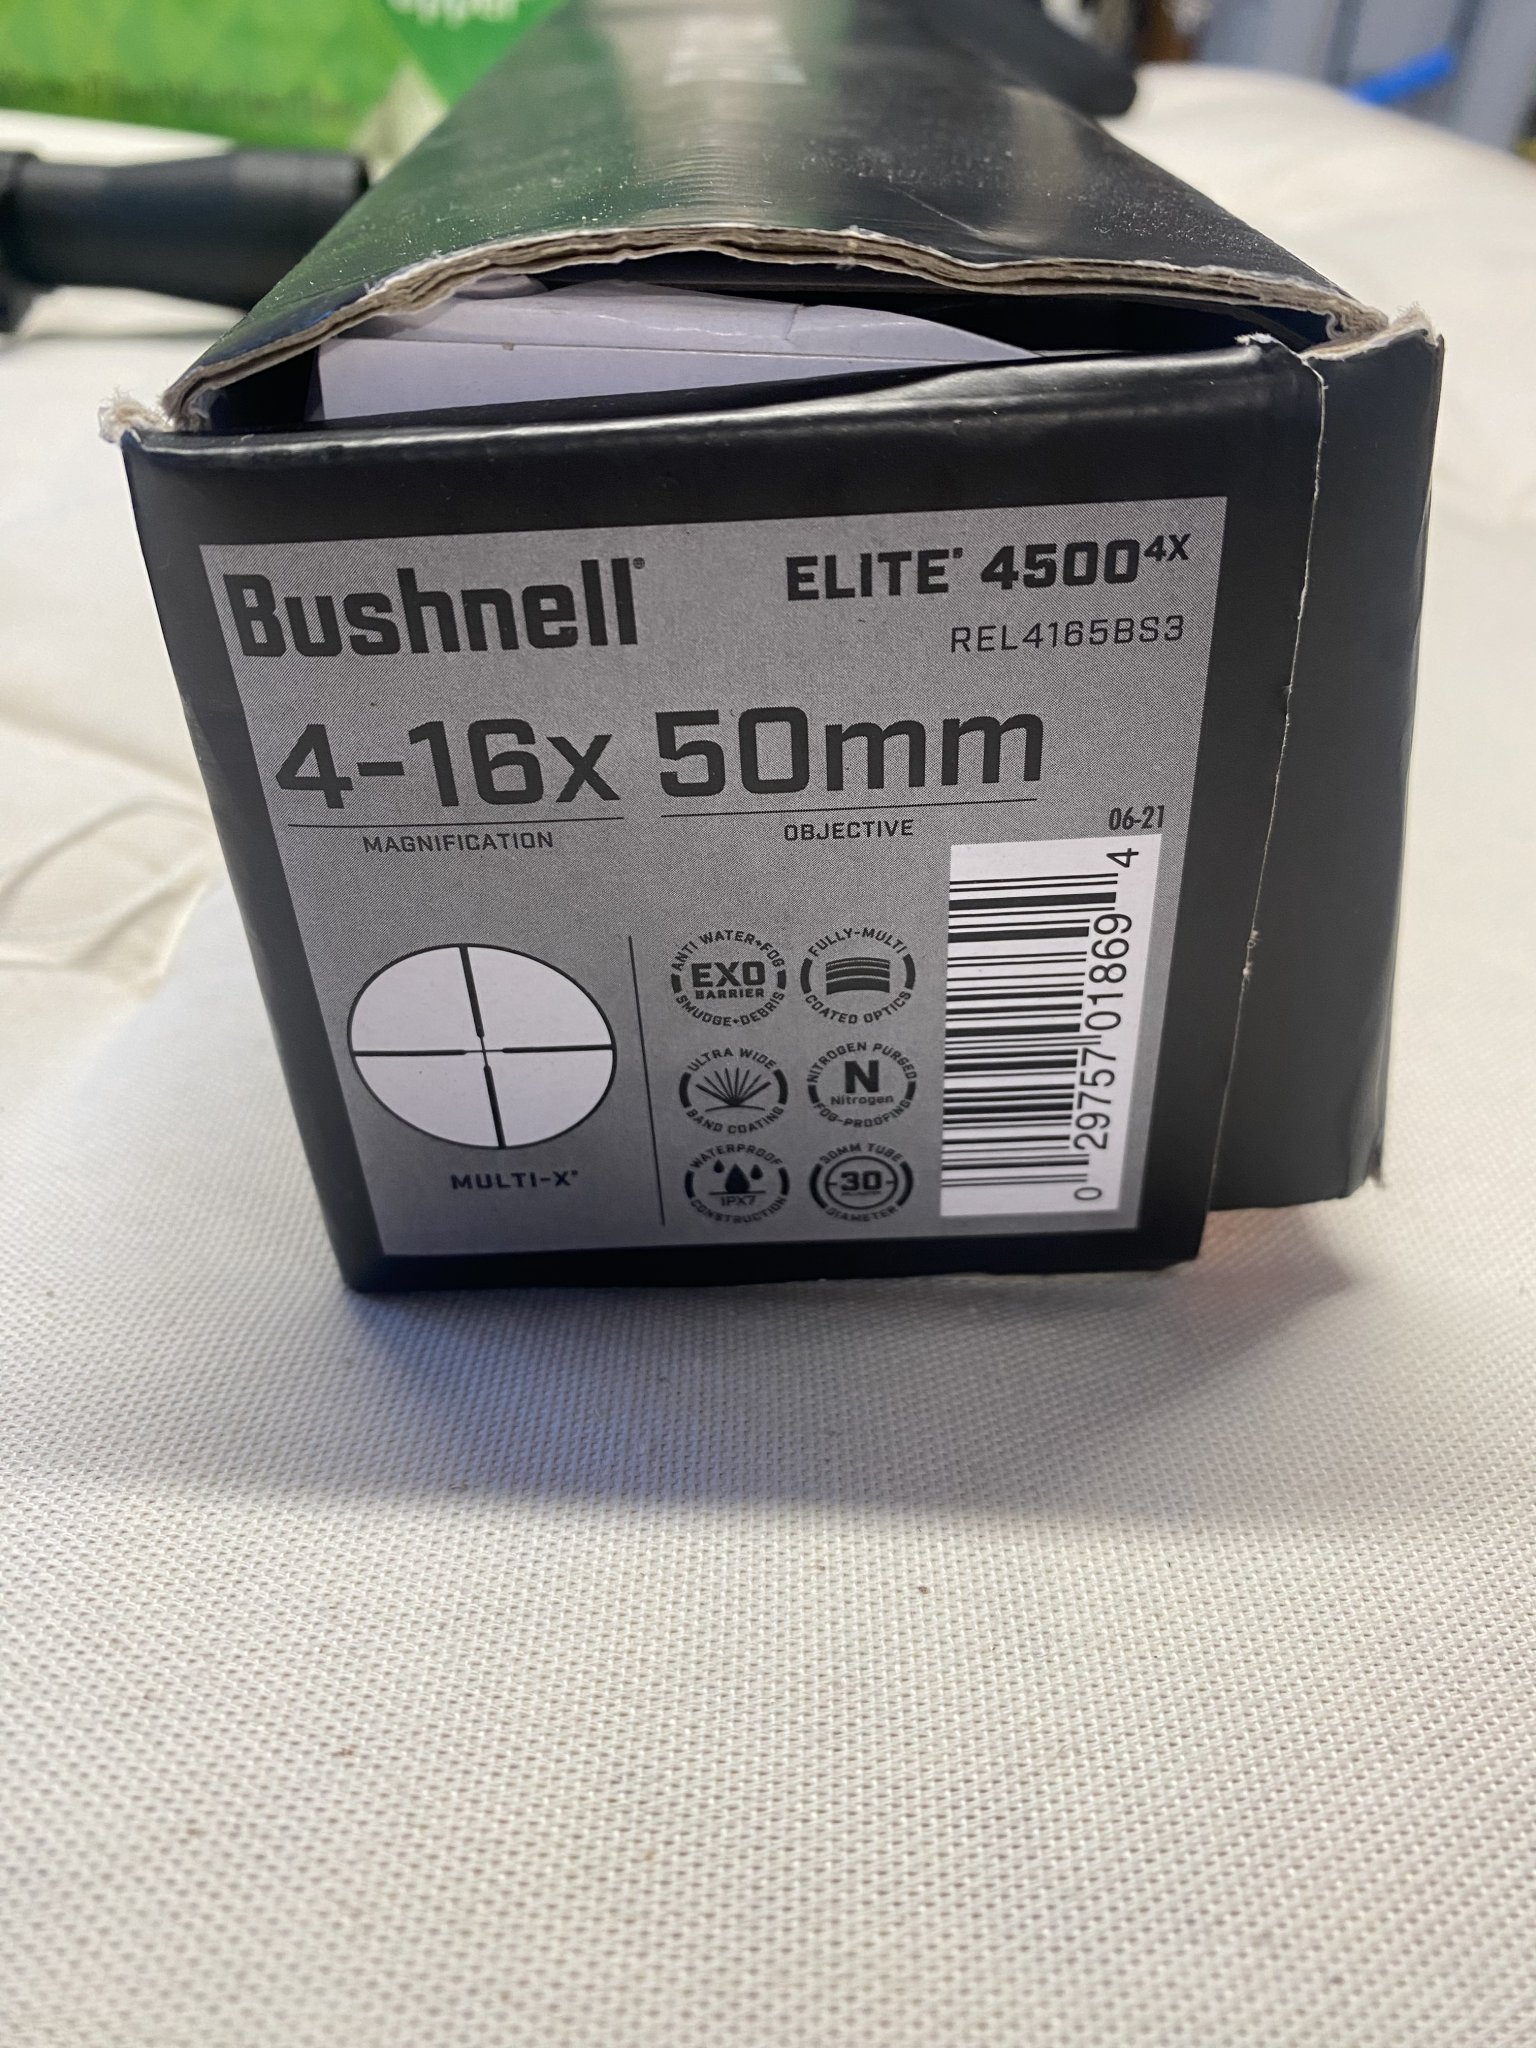 Bushnell®
ELITE® 4500 4X
REL4165BS3
4-16x 50mm
MAGNIFICATION
OBJECTIVE
06-21
MULTI-X®
ANTI WATER+FOG
EXO
BARRIER
SMUDGE+DEBRIS
FULLY-MULTI
COATED OPTICS
ULTRA WIDE
BAND COATING
NITROGEN PURGED
N
Nitrogen
FOG-PROOFING
WATERPROOF
IPX7
CONSTRUCTION
30MM TUBE
30
DIAMETER
0 29757 01869 4